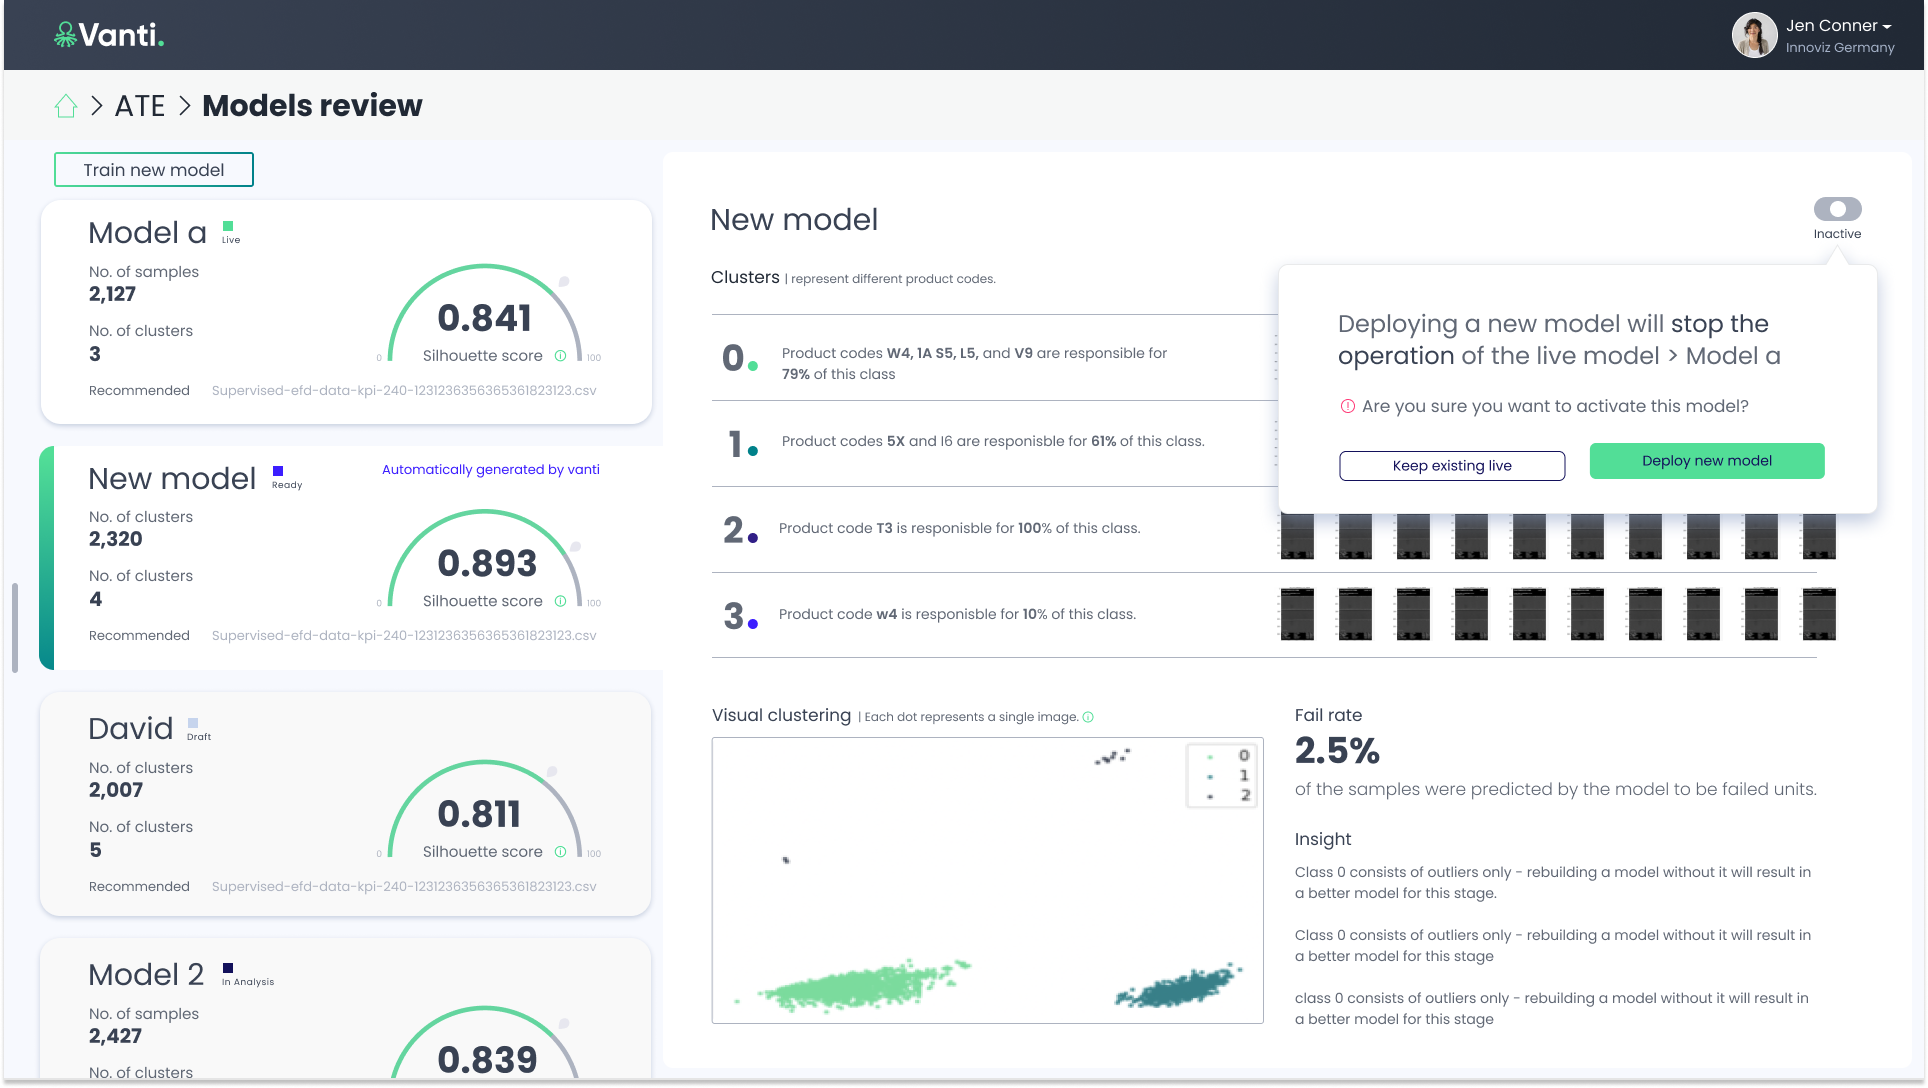 Vanti.
Jen Conner
Innoviz Germany
ATE
Models review
Train new model
Model a
Live
No. of samples
2,127
No. of clusters
3
0.841
Silhouette score
0
100
Recommended
Supervised-efd-data-kpi-240-1231236356365361823123.csv
New model
Ready
Automatically generated by vanti
No. of clusters
2,320
No. of clusters
4
0.893
Silhouette score
0
100
Recommended
Supervised-efd-data-kpi-240-1231236356365361823123.csv
David
Draft
No. of clusters
2,007
No. of clusters
5
0.811
Silhouette score
0
100
Recommended
Supervised-efd-data-kpi-240-1231236356365361823123.csv
Model 2
In Analysis
No. of samples
2,427
No. of clusters
0.839
New model
Inactive
Clusters | represent different product codes.
0.
Product codes W4, 1A S5, L5, and V9 are responsible for
79% of this class
1.
Product codes 5X and I6 are responisble for 61% of this class.
2.
Product code T3 is responisble for 100% of this class.
3.
Product code w4 is responisble for 10% of this class.
Deploying a new model will stop the
operation of the live model > Model a
Are you sure you want to activate this model?
Keep existing live
Deploy new model
Visual clustering | Each dot represents a single image.
0
1
2
Fail rate
2.5%
of the samples were predicted by the model to be failed units.
Insight
Class 0 consists of outliers only - rebuilding a model without it will result in
a better model for this stage.
Class 0 consists of outliers only - rebuilding a model without it will result in
a better model for this stage
class 0 consists of outliers only - rebuilding a model without it will result in
a better model for this stage